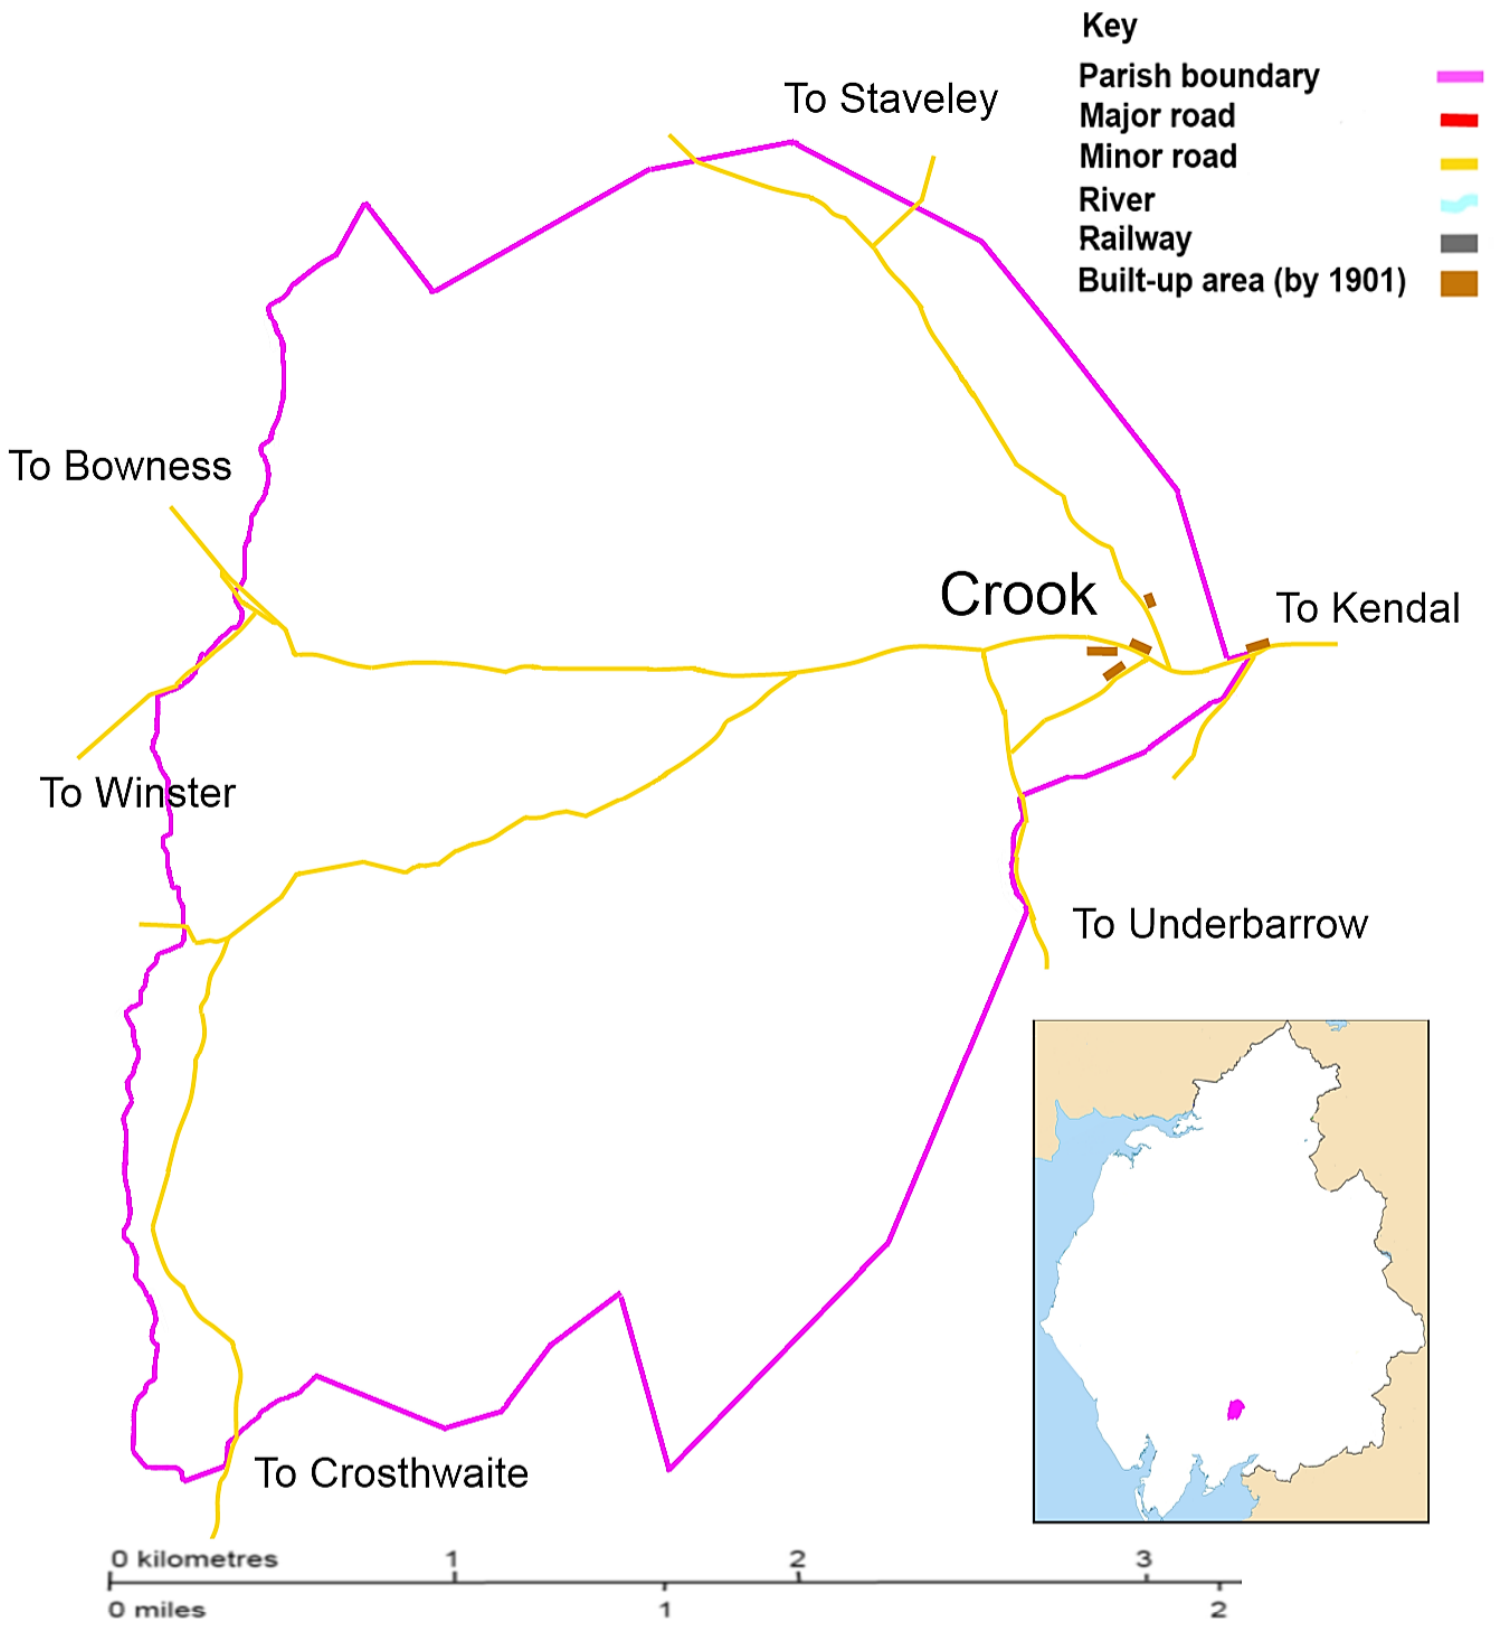 Key
Parish boundary
Major road
Minor road
River
Railway
Built-up area (by 1901)
To Staveley
To Bowness
Crook
To Kendal
To Winster
To Underbarrow
To Crosthwaite
0 kilometres 1 2 3
0 miles 1 2